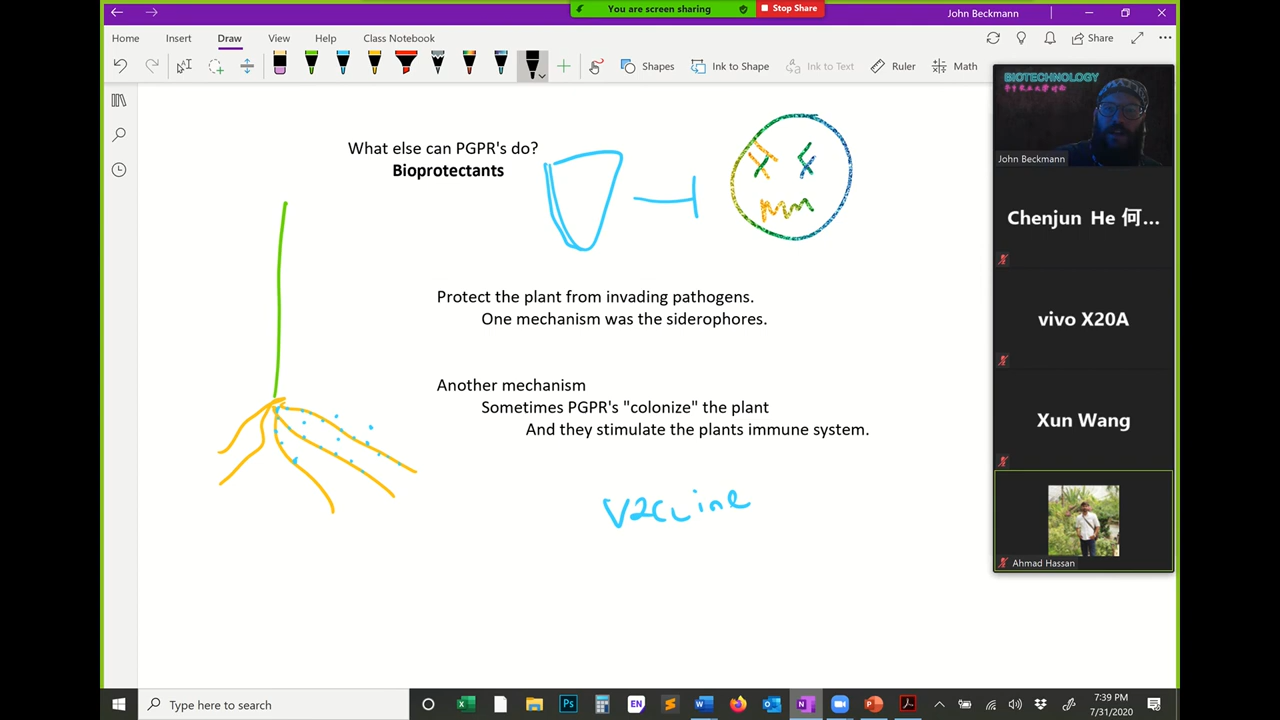 You are screen sharing
Stop Share
John Beckmann
Home Insert Draw View Help Class Notebook
Share
Shapes Ink to Shape Ink to Text Ruler Math
BIOTECHNOLOGY
John Beckmann
Chenjun He 何...
vivo X20A
Xun Wang
Ahmad Hassan
What else can PGPR's do?
Bioprotectants
Protect the plant from invading pathogens.
One mechanism was the siderophores.
Another mechanism
Sometimes PGPR's "colonize" the plant
And they stimulate the plants immune system.
Vaccine
Type here to search
EN
7:39 PM
7/31/2020